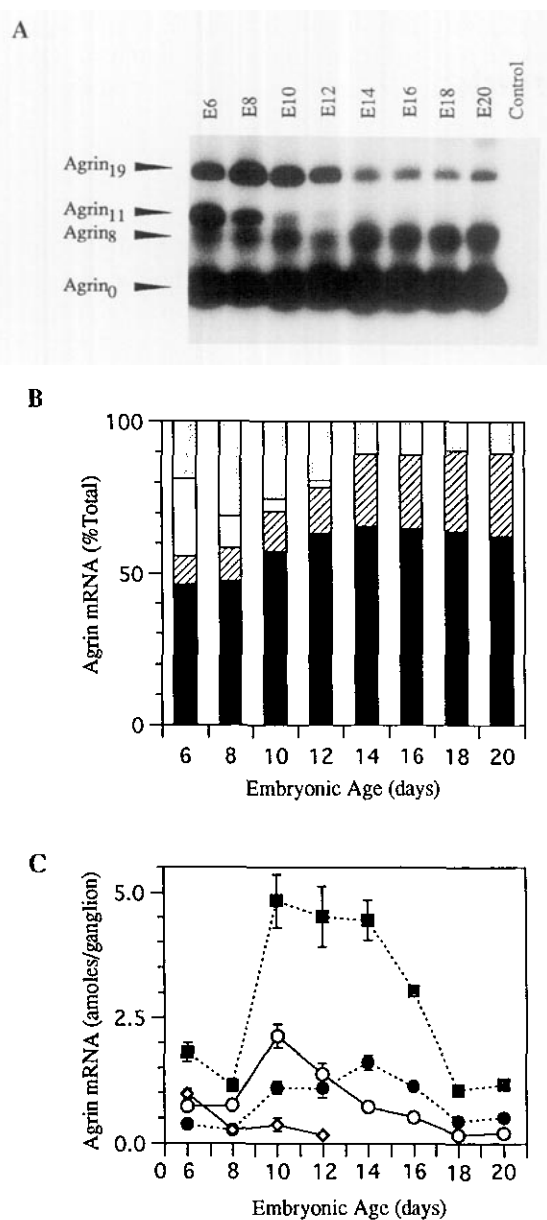 A
E6 E8 E10 E12 E14 E16 E18 E20 Control
Agrin19
Agrin11
Agrin8
Agrin0
B
100
50
0
Agrin mRNA (%Total)
6 8 10 12 14 16 18 20
Embryonic Age (days)
C
5.0
2.5
0.0
Agrin mRNA (amoles/ganglion)
0 6 8 10 12 14 16 18 20
Embryonic Age (days)